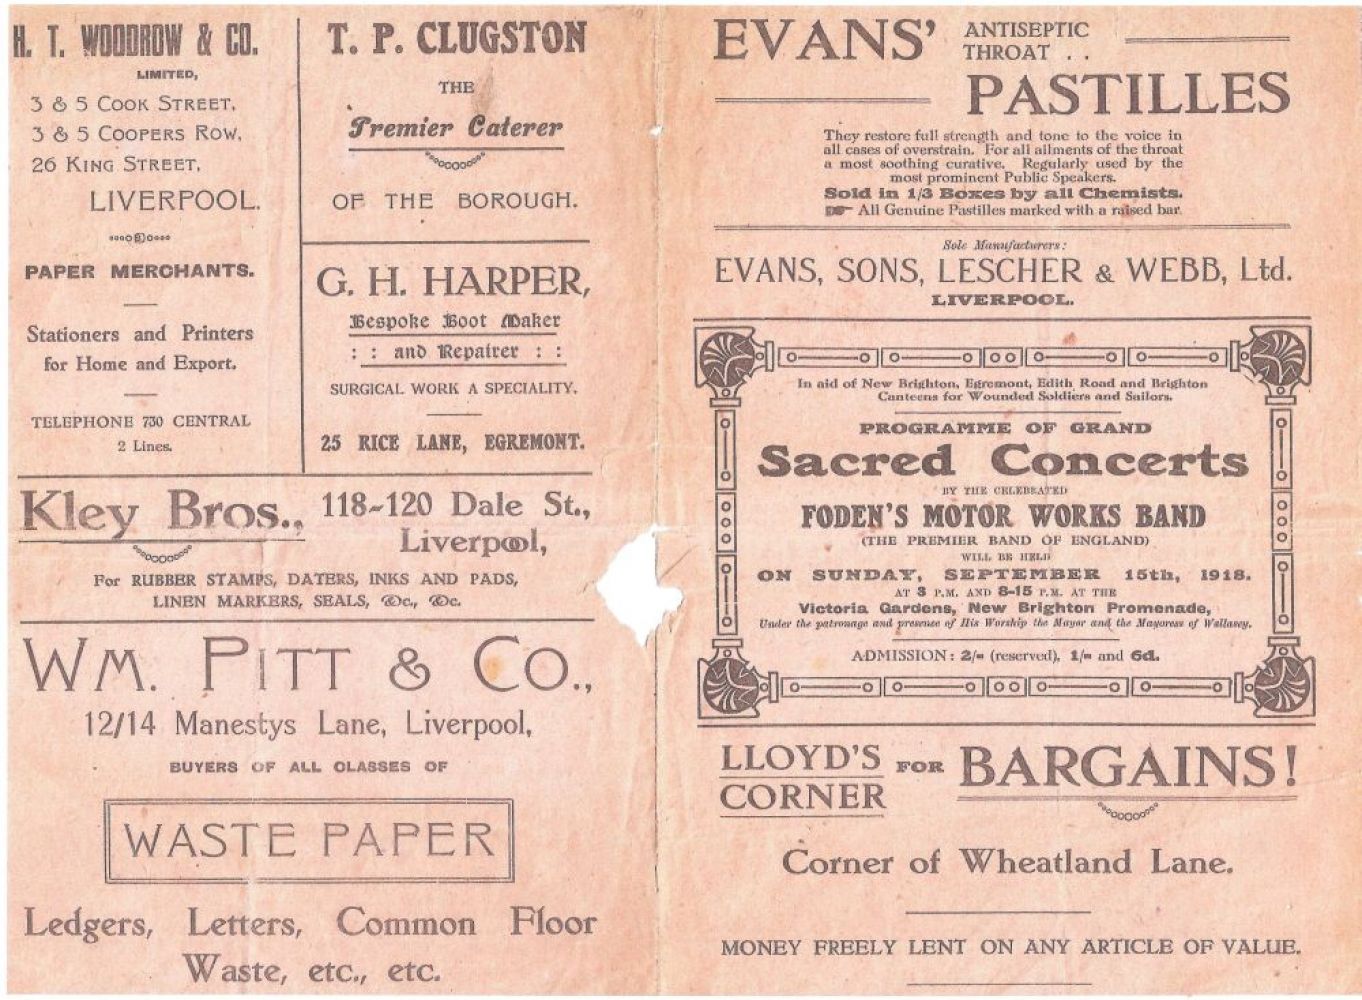 H. T. WOODROW & CO.
LIMITED,
3 & 5 COOK STREET,
3 & 5 COOPERS ROW,
26 KING STREET,
LIVERPOOL.
PAPER MERCHANTS.
Stationers and Printers
for Home and Export.
TELEPHONE 730 CENTRAL
2 Lines.
T. P. CLUGSTON
THE
Premier Caterer
OF THE BOROUGH.
G. H. HARPER,
Bespoke Boot Maker
: : and Repairer : :
SURGICAL WORK A SPECIALITY.
25 RICE LANE, EGREMONT.
Kley Bros., 118-120 Dale St.,
Liverpool,
For RUBBER STAMPS, DATERS, INKS AND PADS,
LINEN MARKERS, SEALS, &c., &c.
WM. PITT & CO.,
12/14 Manestys Lane, Liverpool,
BUYERS OF ALL CLASSES OF
WASTE PAPER
Ledgers, Letters, Common Floor
Waste, etc., etc.
EVANS' ANTISEPTIC
THROAT . .
PASTILLES
They restore full strength and tone to the voice in
all cases of overstrain. For all ailments of the throat
a most soothing curative. Regularly used by the
most prominent Public Speakers.
Sold in 1/3 Boxes by all Chemists.
☛ All Genuine Pastilles marked with a raised bar.
Sole Manufacturers:
EVANS, SONS, LESCHER & WEBB, Ltd.
LIVERPOOL.
In aid of New Brighton, Egremont, Edith Road and Brighton
Canteens for Wounded Soldiers and Sailors.
PROGRAMME OF GRAND
Sacred Concerts
BY THE CELEBRATED
FODEN'S MOTOR WORKS BAND
(THE PREMIER BAND OF ENGLAND)
WILL BE HELD
ON SUNDAY, SEPTEMBER 15th, 1918.
AT 3 P.M. AND 8-15 P.M. AT THE
Victoria Gardens, New Brighton Promenade,
Under the patronage and presence of His Worship the Mayor and the Mayoress of Wallasey.
ADMISSION: 2/- (reserved), 1/- and 6d.
LLOYD'S CORNER FOR BARGAINS!
Corner of Wheatland Lane.
MONEY FREELY LENT ON ANY ARTICLE OF VALUE.